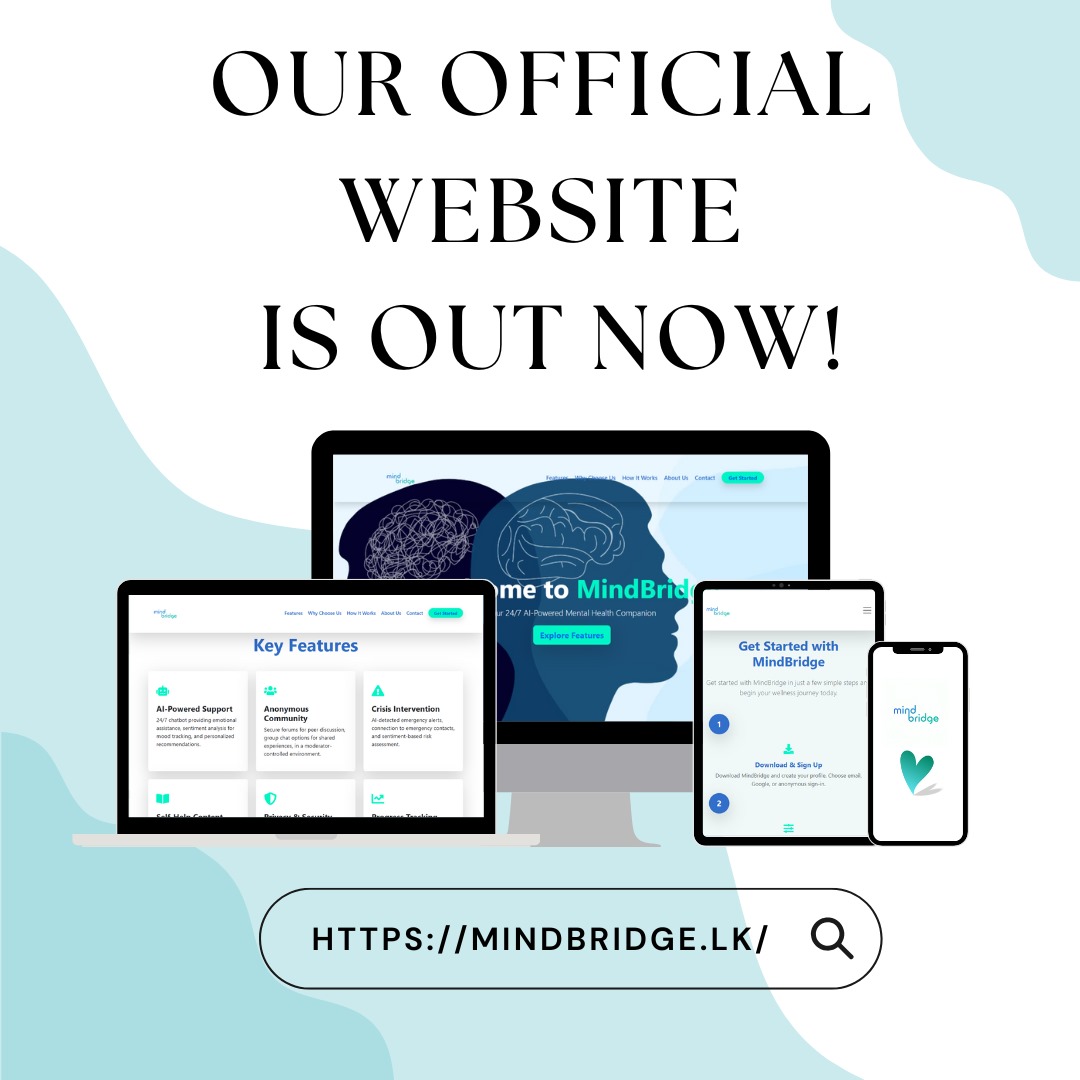 OUR OFFICIAL
WEBSITE
IS OUT NOW!
mind
bridge
Features Why Choose Us How It Works About Us Contact Get Started
ome to MindBridg
ur 24/7 AI-Powered Mental Health Companion
Explore Features
mind
bridge
Features Why Choose Us How It Works About Us Contact Get Started
Key Features
AI-Powered Support
24/7 chatbot providing emotional
assistance, sentiment analysis for
mood tracking, and personalized
recommendations.
Anonymous
Community
Secure forums for peer discussion,
group chat options for shared
experiences, in a moderator-
controlled environment.
Crisis Intervention
AI-detected emergency alerts,
connection to emergency contacts,
and sentiment-based risk
assessment.
Self-Help Content
Privacy & Security
Progress Tracking
mind
bridge
Get Started with
MindBridge
Get started with MindBridge in just a few simple steps an
begin your wellness journey today.
1
Download & Sign Up
Download MindBridge and create your profile. Choose email,
Google, or anonymous sign-in.
2
mind
bridge
HTTPS://MINDBRIDGE.LK/